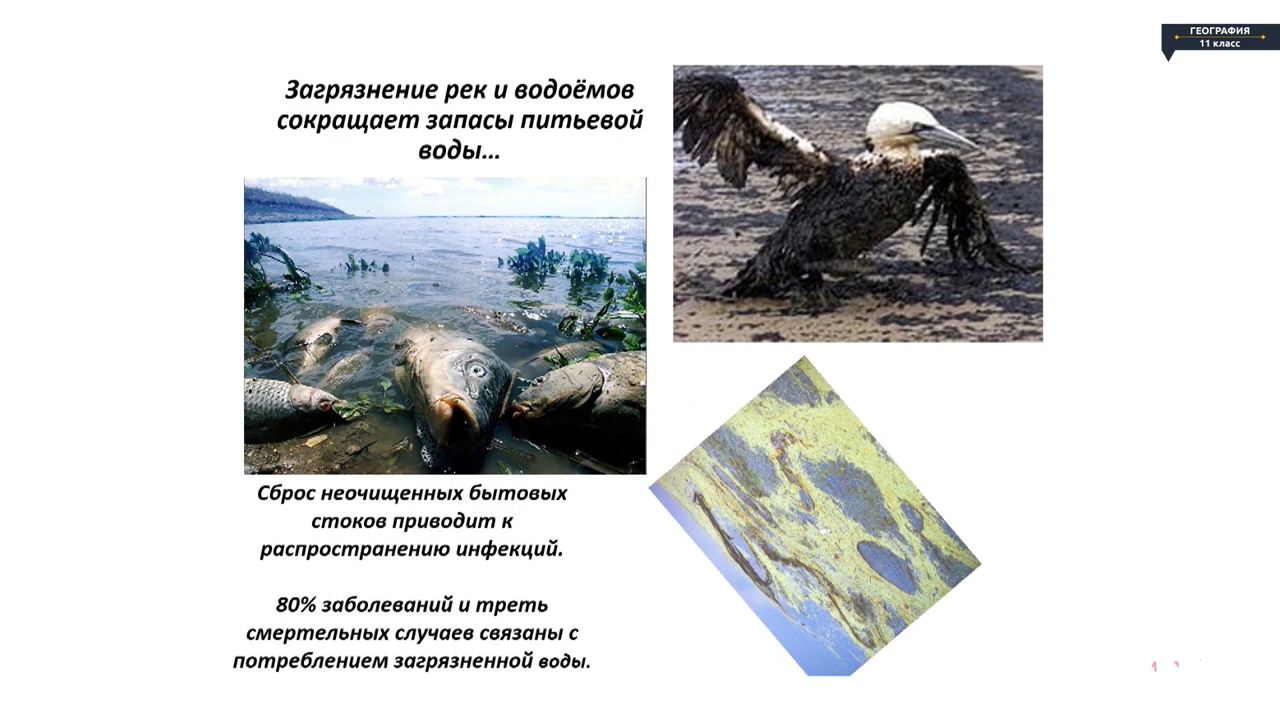 ГЕОГРАФИЯ
11 класс
Загрязнение рек и водоёмов
сокращает запасы питьевой
воды...
Сброс неочищенных бытовых
стоков приводит к
распространению инфекций.
80% заболеваний и треть
смертельных случаев связаны с
потреблением загрязненной воды.